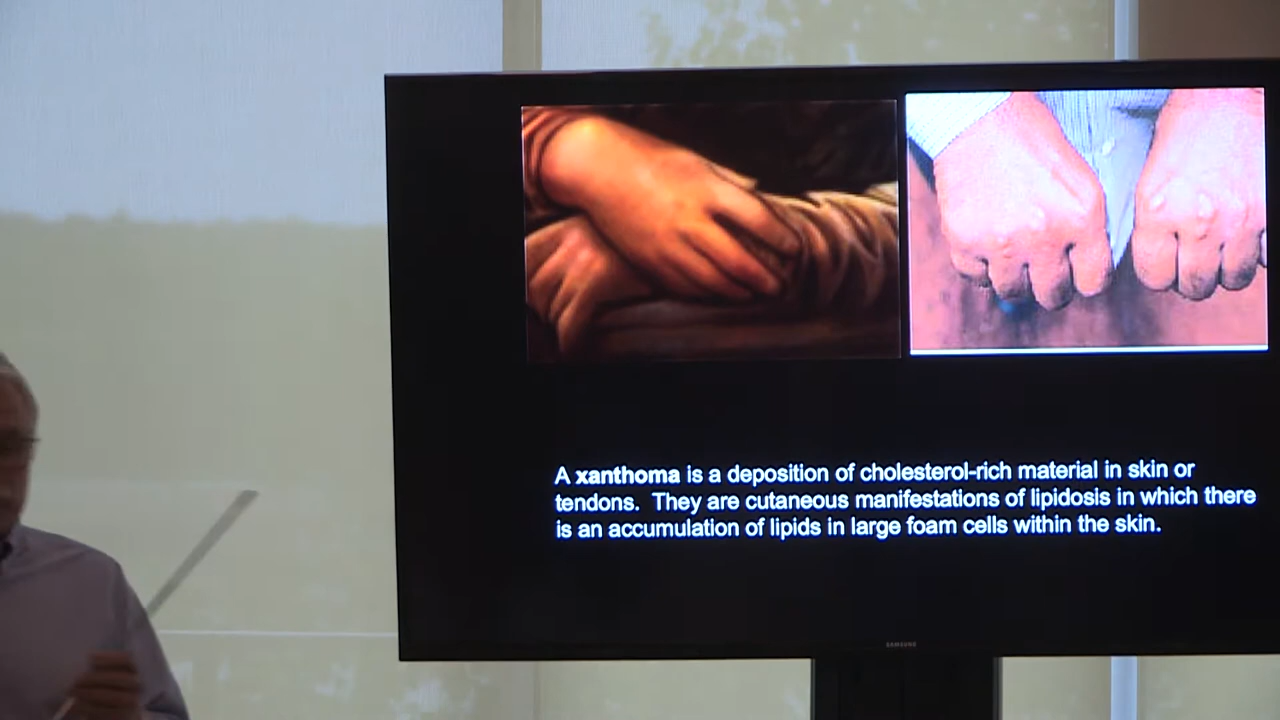 A xanthoma is a deposition of cholesterol-rich material in skin or
tendons. They are cutaneous manifestations of lipidosis in which there
is an accumulation of lipids in large foam cells within the skin.
SAMSUNG